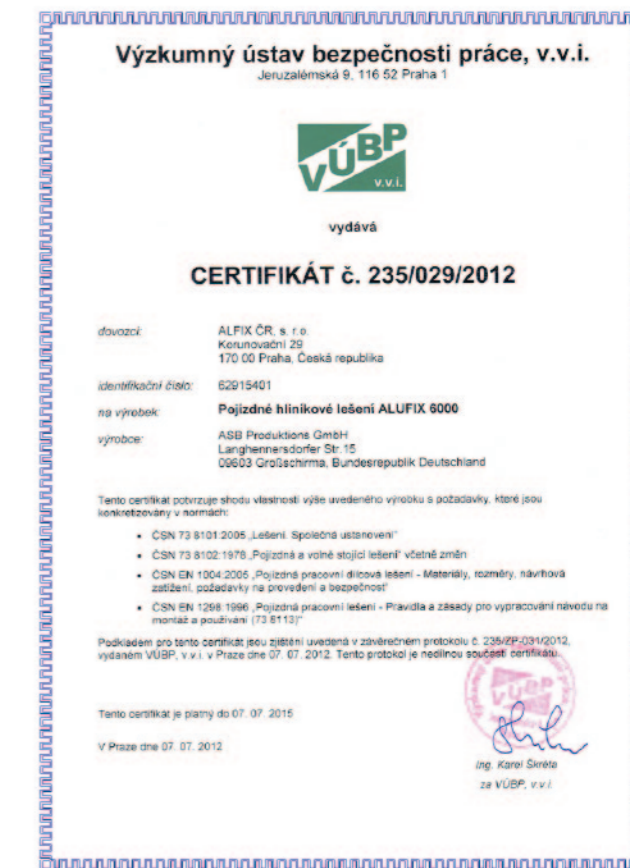 Výzkumný ústav bezpečnosti práce, v.v.i.
Jeruzalémská 9, 116 52 Praha 1
VÚBP
v.v.i.
vydává
CERTIFIKÁT č. 235/029/2012
dovozci: ALFIX ČR, s. r.o.
Korunovační 29
170 00 Praha, Česká republika
identifikační číslo: 62915401
na výrobek: Pojízdné hliníkové lešení ALUFIX 6000
výrobce: ASB Produktions GmbH
Langhennersdorfer Str.15
09603 Großschirma, Bundesrepublik Deutschland
Tento certifikát potvrzuje shodu vlastností výše uvedeného výrobku s požadavky, které jsou
konkretizovány v normách:
• ČSN 73 8101:2005 „Lešení. Společná ustanovení"
• ČSN 73 8102:1978 „Pojízdná a volně stojící lešení" včetně změn
• ČSN EN 1004:2005 „Pojízdná pracovní dílcová lešení - Materiály, rozměry, návrhová
zatížení, požadavky na provedení a bezpečnost"
• ČSN EN 1298:1996 „Pojízdná pracovní lešení - Pravidla a zásady pro vypracování návodu na
montáž a používání (73 8113)"
Podkladem pro tento certifikát jsou zjištění uvedená v závěrečném protokolu č. 235/ZP-031/2012,
vydaném VÚBP, v.v.i. v Praze dne 07. 07. 2012. Tento protokol je nedílnou součástí certifikátu.
VÚBP
Tento certifikát je platný do 07. 07. 2015
V Praze dne 07. 07. 2012
Ing. Karel Škréta
za VÚBP, v.v.i.